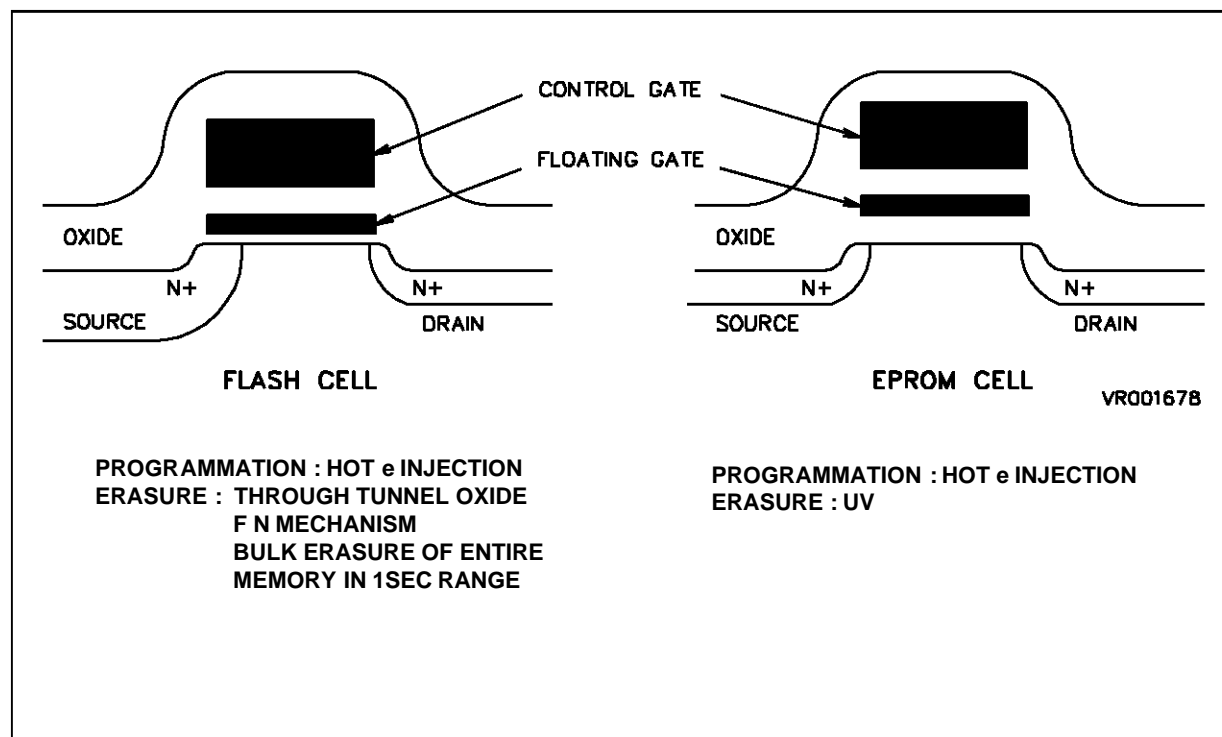 CONTROL GATE
FLOATING GATE
OXIDE
N+
N+
SOURCE
DRAIN
FLASH CELL
OXIDE
N+
N+
SOURCE
DRAIN
EPROM CELL
VR001678
PROGRAMMATION : HOT e INJECTION
ERASURE : THROUGH TUNNEL OXIDE
F N MECHANISM
BULK ERASURE OF ENTIRE
MEMORY IN 1SEC RANGE
PROGRAMMATION : HOT e INJECTION
ERASURE : UV